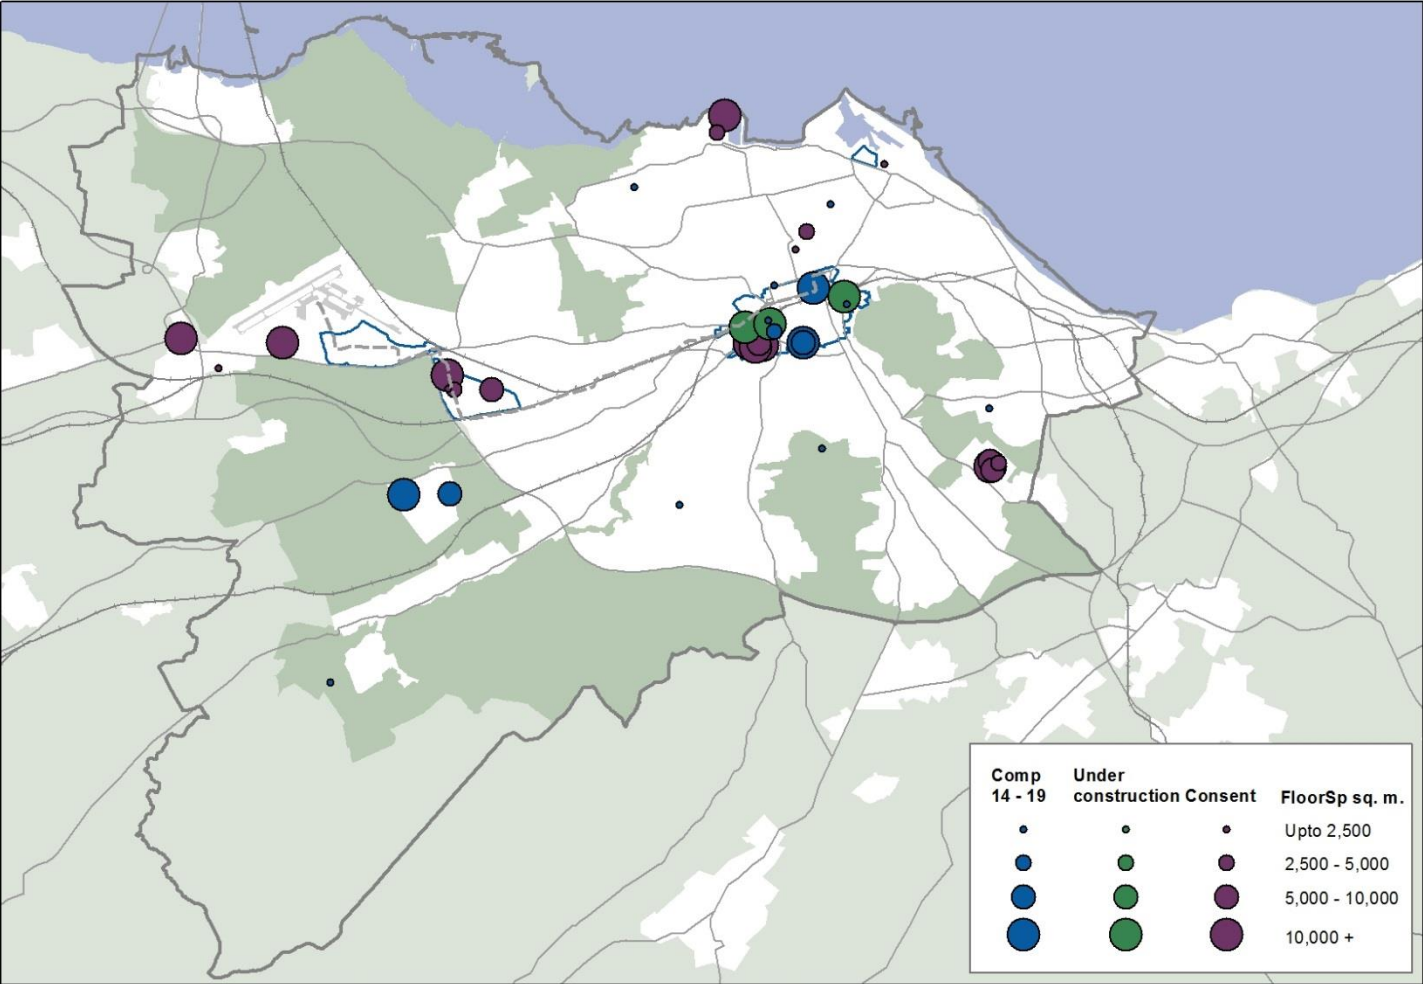 Comp Under
14 - 19 construction Consent FloorSp sq. m.
Upto 2,500
2,500 - 5,000
5,000 - 10,000
10,000 +